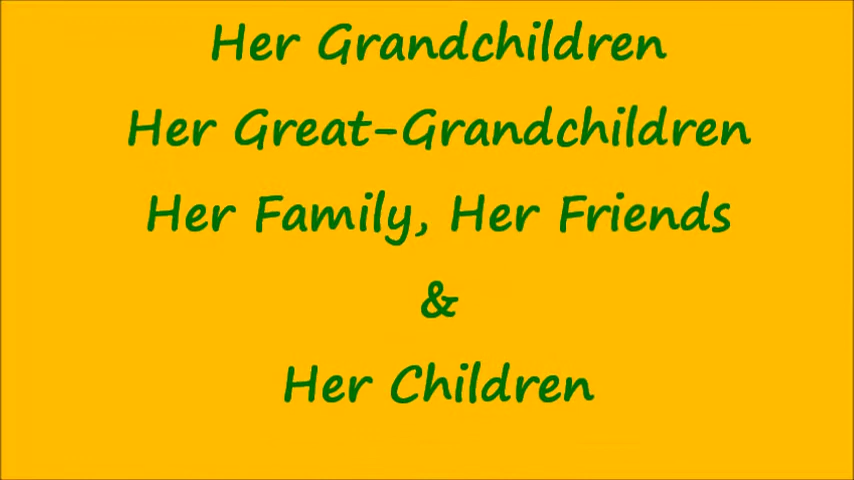 Her Grandchildren
Her Great-Grandchildren
Her Family, Her Friends
&
Her Children